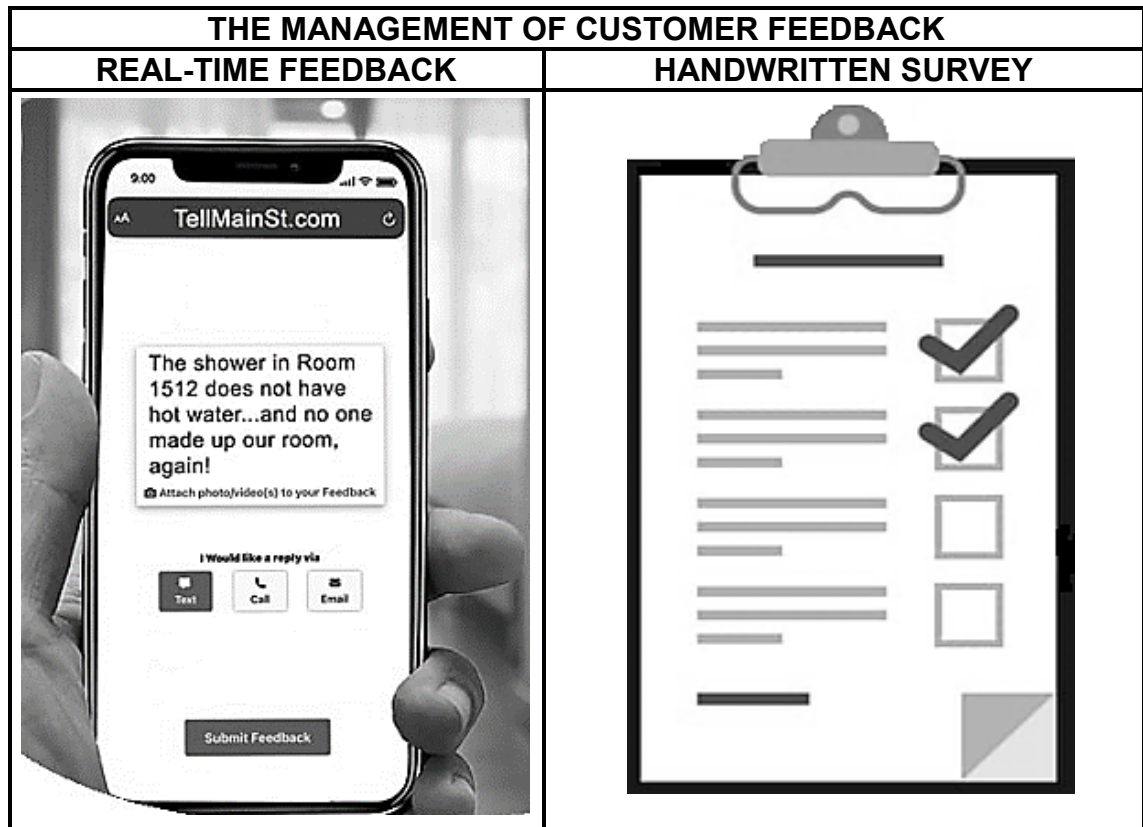 THE MANAGEMENT OF CUSTOMER FEEDBACK
REAL-TIME FEEDBACK
HANDWRITTEN SURVEY
9:00
AA
TellMainSt.com
The shower in Room
1512 does not have
hot water...and no one
made up our room,
again!
Attach photo/video(s) to your Feedback
I Would like a reply via
Text
Call
Email
Submit Feedback